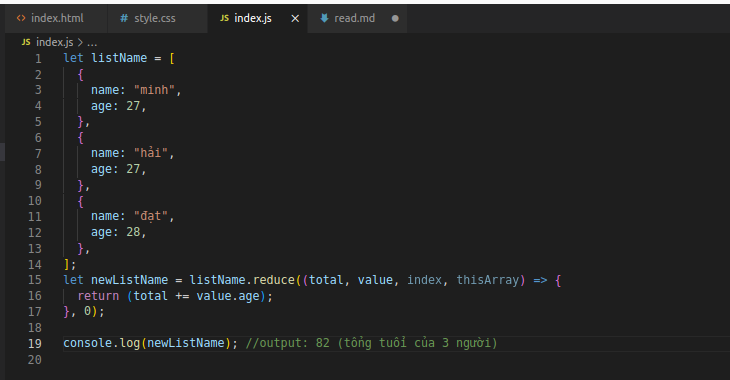 <> index.html # style.css JS index.js × read.md ●
JS index.js > ...
1 let listName = [
2 {
3 name: "minh",
4 age: 27,
5 },
6 {
7 name: "hải",
8 age: 27,
9 },
10 {
11 name: "đạt",
12 age: 28,
13 },
14 ];
15 let newListName = listName.reduce((total, value, index, thisArray) => {
16 return (total += value.age);
17 }, 0);
18
19 console.log(newListName); //output: 82 (tổng tuổi của 3 người)
20